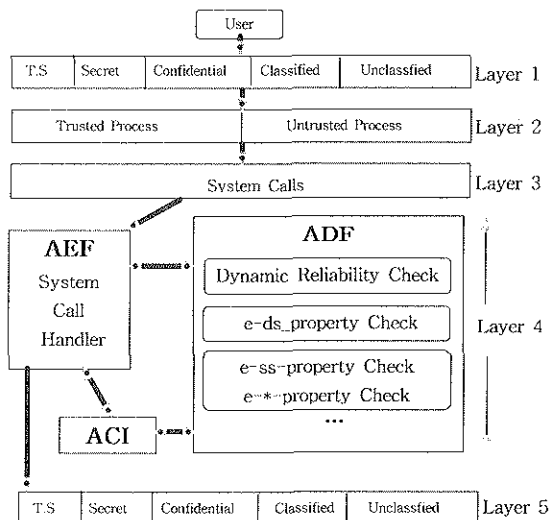 User
T.S Secret Confidential Classified Unclassfied Layer 1
Trusted Process Untrusted Process Layer 2
System Calls Layer 3
AEF
System
Call
Handler
ADF
Dynamic Reliability Check
e-ds_property Check
e-ss-property Check
e-*-property Check
...
Layer 4
ACI
T.S Secret Confidential Classified Unclassfied Layer 5